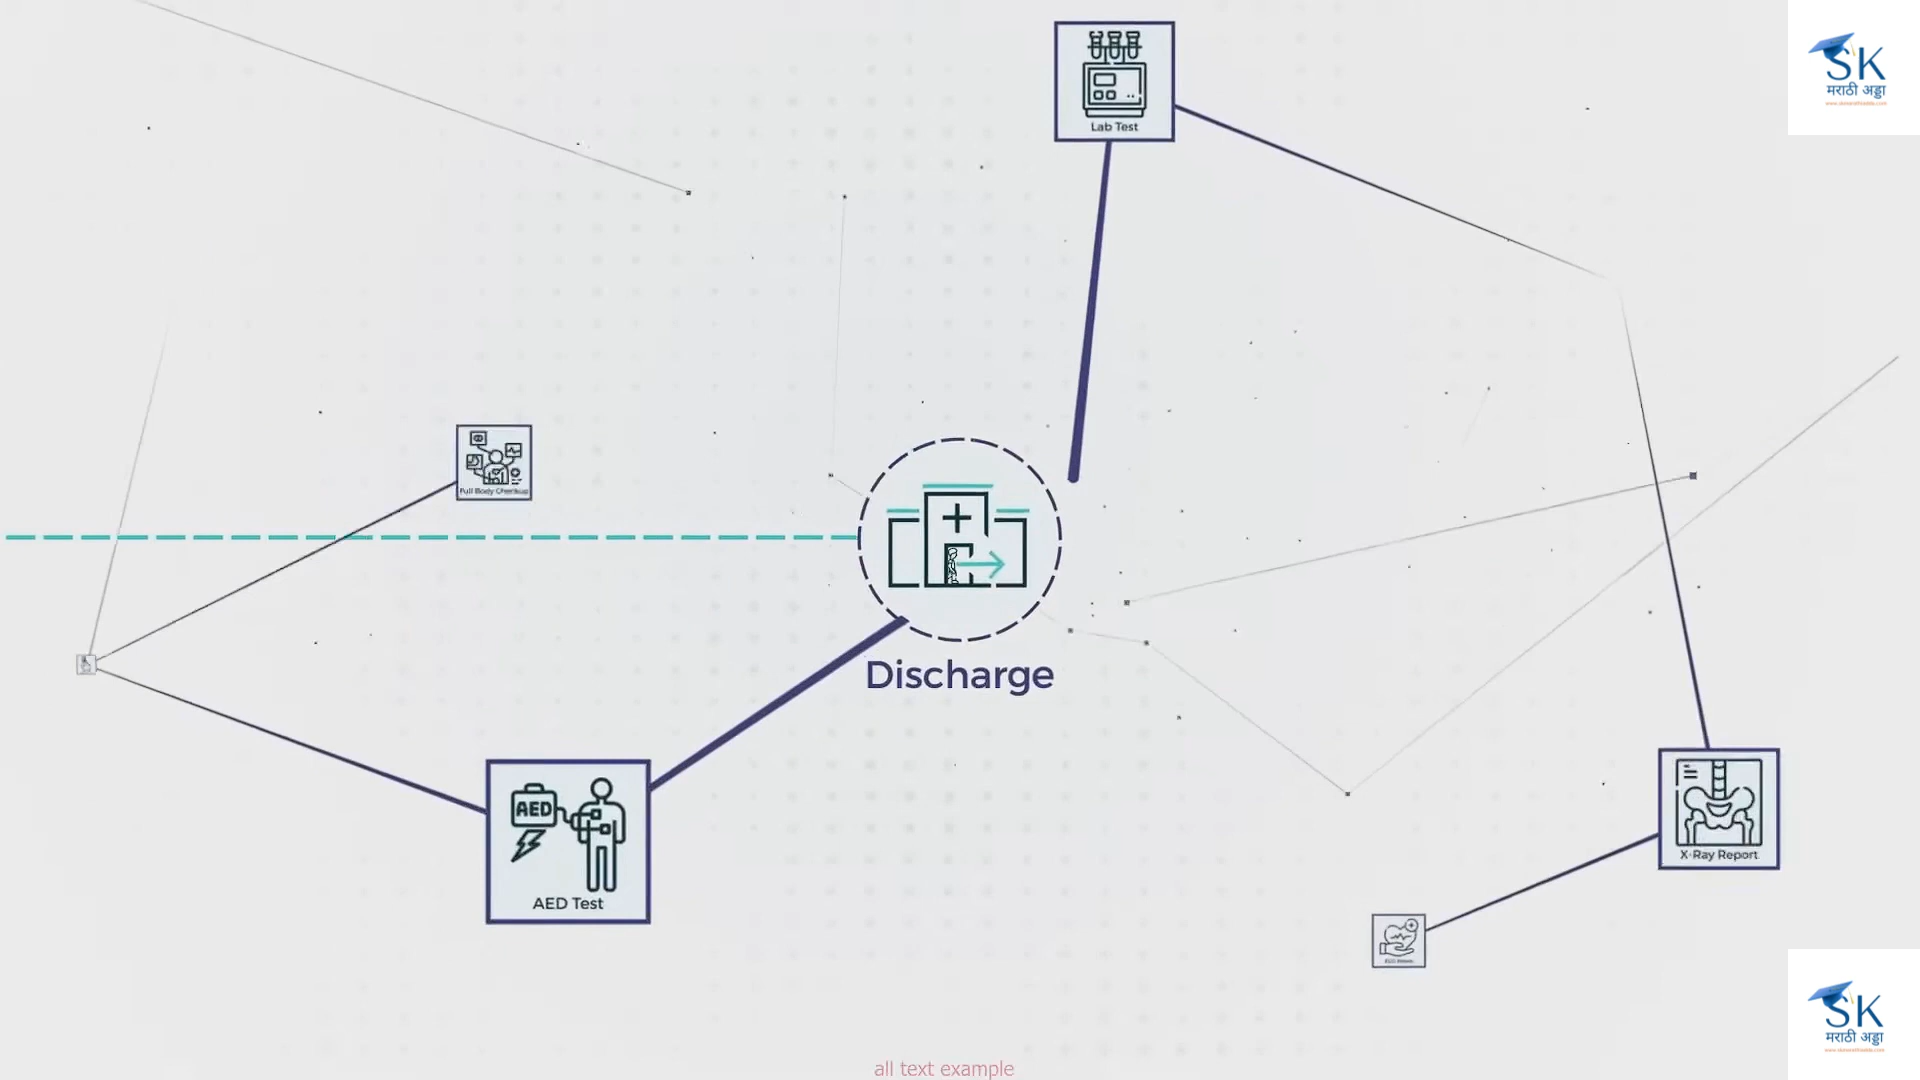 Lab Test
SK
मराठी अड्डा
Full Body Checkup
Discharge
AED
AED Test
X-Ray Report
SK
मराठी अड्डा
all text example